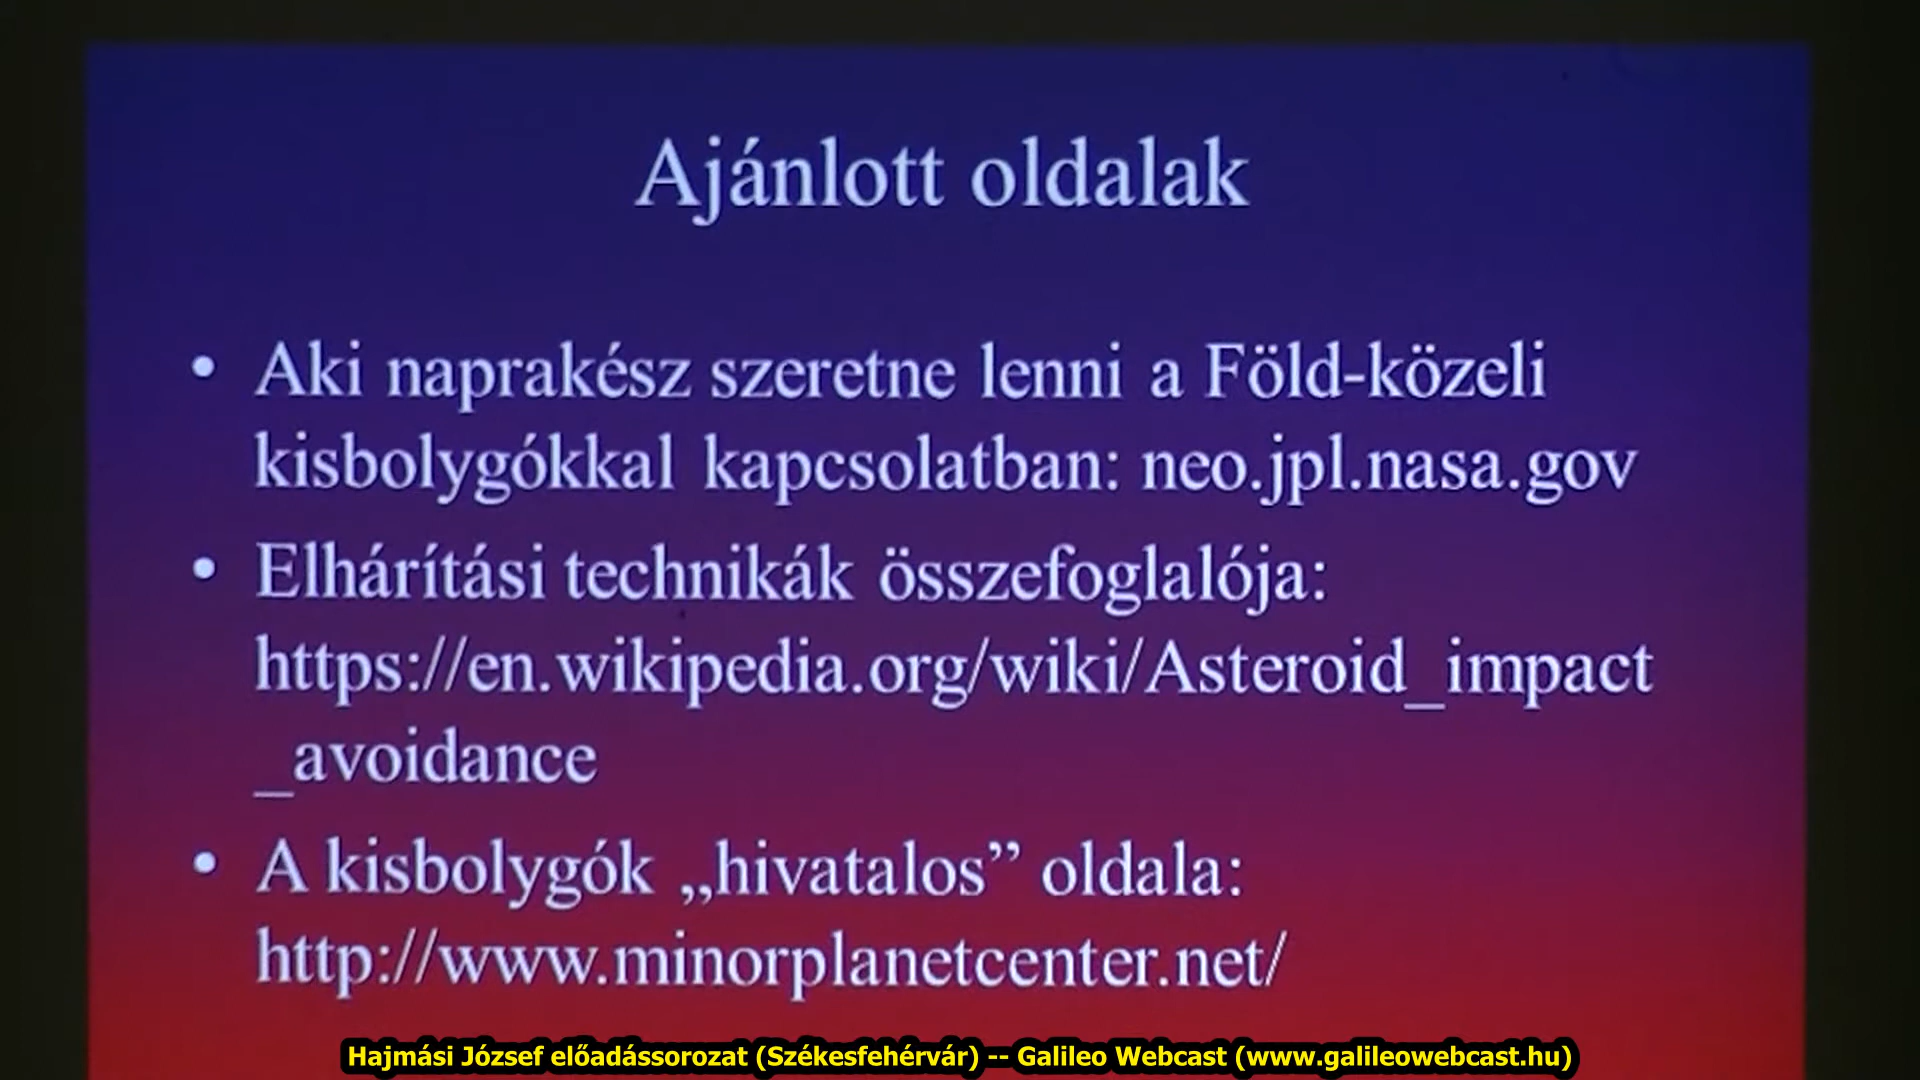 Ajánlott oldalak
• Aki naprakész szeretne lenni a Föld-közeli
kisbolygókkal kapcsolatban: neo.jpl.nasa.gov
• Elhárítási technikák összefoglalója:
https://en.wikipedia.org/wiki/Asteroid_impact
_avoidance
• A kisbolygók „hivatalos” oldala:
http://www.minorplanetcenter.net/
Hajmási József előadássorozat (Székesfehérvár) -- Galileo Webcast (www.galileowebcast.hu)